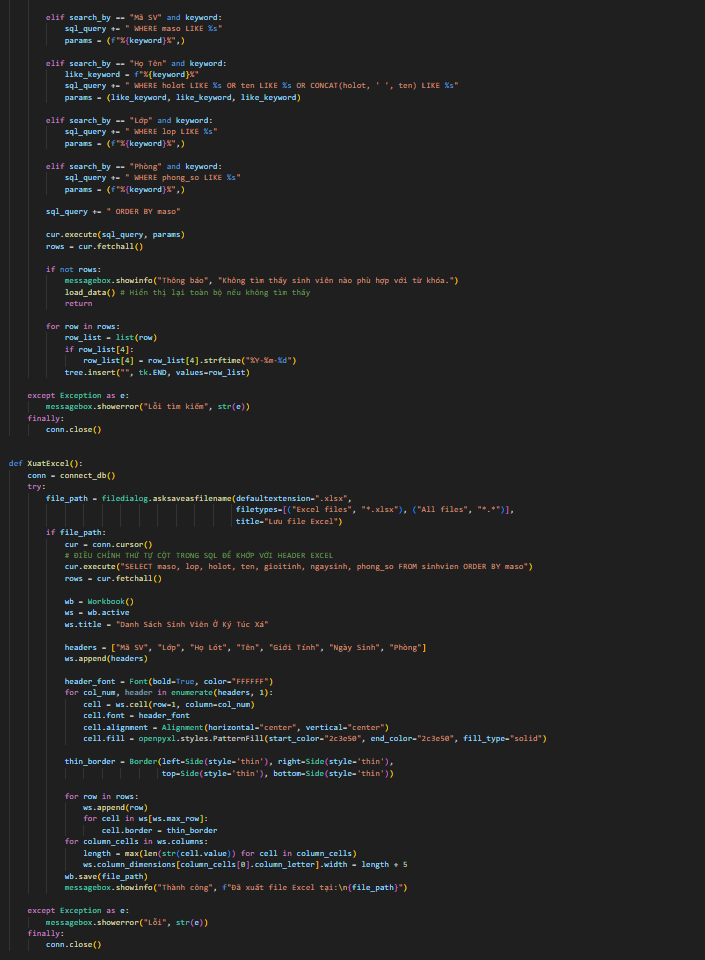 elif search_by == "Mã SV" and keyword:
sql_query += " WHERE maso LIKE %s"
params = (f"%{keyword}%",)
elif search_by == "Họ Tên" and keyword:
like_keyword = f"%{keyword}%"
sql_query += " WHERE holot LIKE %s OR ten LIKE %s OR CONCAT(holot, ' ', ten) LIKE %s"
params = (like_keyword, like_keyword, like_keyword)
elif search_by == "Lớp" and keyword:
sql_query += " WHERE lop LIKE %s"
params = (f"%{keyword}%",)
elif search_by == "Phòng" and keyword:
sql_query += " WHERE phong_so LIKE %s"
params = (f"%{keyword}%",)
sql_query += " ORDER BY maso"
cur.execute(sql_query, params)
rows = cur.fetchall()
if not rows:
messagebox.showinfo("Thông báo", "Không tìm thấy sinh viên nào phù hợp với từ khóa.")
load_data() # Hiển thị lại toàn bộ nếu không tìm thấy
return
for row in rows:
row_list = list(row)
if row_list[4]:
row_list[4] = row_list[4].strftime("%Y-%m-%d")
tree.insert("", tk.END, values=row_list)
except Exception as e:
messagebox.showerror("Lỗi tìm kiếm", str(e))
finally:
conn.close()
def XuatExcel():
conn = connect_db()
try:
file_path = filedialog.asksaveasfilename(defaultextension=".xlsx",
filetypes=[("Excel files", "*.xlsx"), ("All files", "*.*")],
title="Lưu file Excel")
if file_path:
cur = conn.cursor()
# ĐIỀU CHỈNH THỨ TỰ CỘT TRONG SQL ĐỂ KHỚP VỚI HEADER EXCEL
cur.execute("SELECT maso, lop, holot, ten, gioitinh, ngaysinh, phong_so FROM sinhvien ORDER BY maso")
rows = cur.fetchall()
wb = Workbook()
ws = wb.active
ws.title = "Danh Sách Sinh Viên Ở Ký Túc Xá"
headers = ["Mã SV", "Lớp", "Họ Lót", "Tên", "Giới Tính", "Ngày Sinh", "Phòng"]
ws.append(headers)
header_font = Font(bold=True, color="FFFFFF")
for col_num, header in enumerate(headers, 1):
cell = ws.cell(row=1, column=col_num)
cell.font = header_font
cell.alignment = Alignment(horizontal="center", vertical="center")
cell.fill = openpyxl.styles.PatternFill(start_color="2c3e50", end_color="2c3e50", fill_type="solid")
thin_border = Border(left=Side(style='thin'), right=Side(style='thin'),
top=Side(style='thin'), bottom=Side(style='thin'))
for row in rows:
ws.append(row)
for cell in ws[ws.max_row]:
cell.border = thin_border
for column_cells in ws.columns:
length = max(len(str(cell.value)) for cell in column_cells)
ws.column_dimensions[column_cells[0].column_letter].width = length + 5
wb.save(file_path)
messagebox.showinfo("Thành công", f"Đã xuất file Excel tại:\n{file_path}")
except Exception as e:
messagebox.showerror("Lỗi", str(e))
finally:
conn.close()